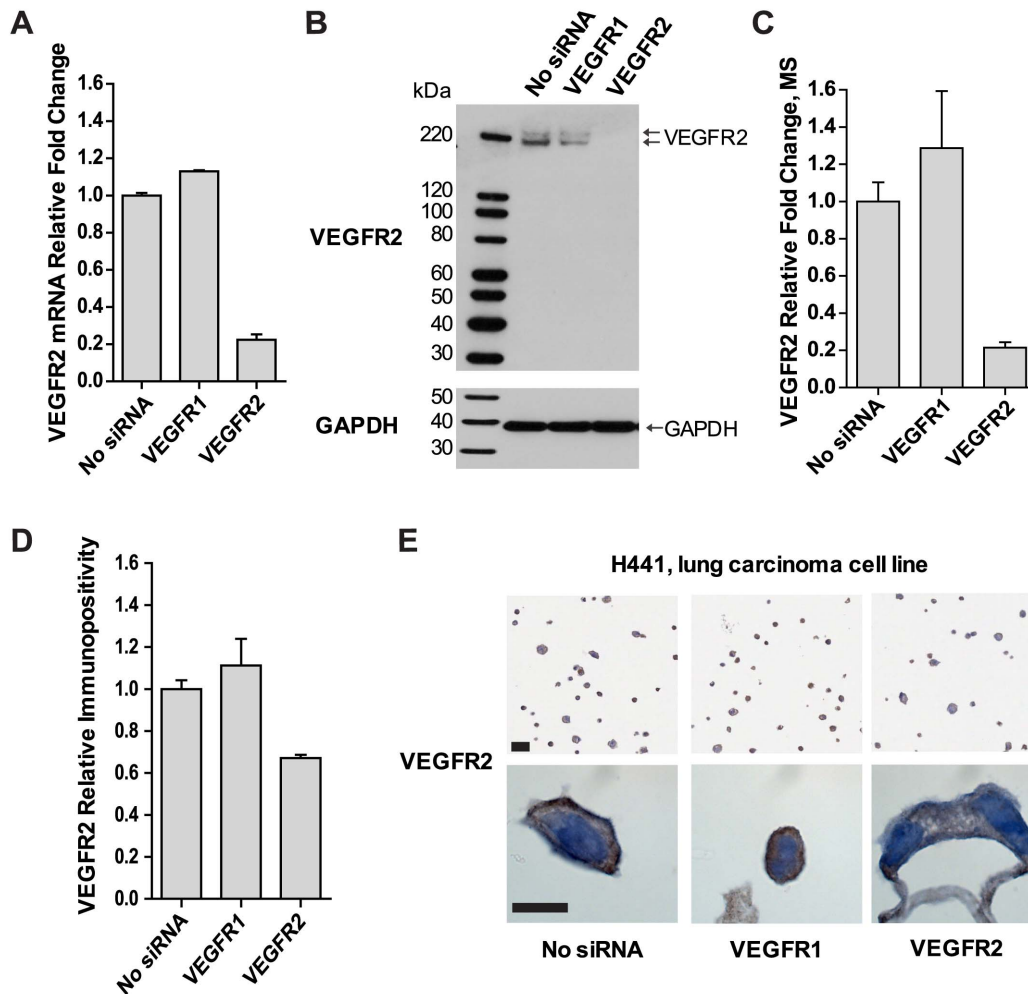 A
VEGFR2 mRNA Relative Fold Change
1.6
1.4
1.2
1.0
0.8
0.6
0.4
0.2
0.0
No siRNA
VEGFR1
VEGFR2
B
No siRNA
VEGFR1
VEGFR2
kDa
220
120
100
80
60
50
40
30
VEGFR2
VEGFR2
50
40
30
GAPDH
GAPDH
C
VEGFR2 Relative Fold Change, MS
1.6
1.4
1.2
1.0
0.8
0.6
0.4
0.2
0.0
No siRNA
VEGFR1
VEGFR2
D
VEGFR2 Relative Immunopositivity
1.6
1.4
1.2
1.0
0.8
0.6
0.4
0.2
0.0
No siRNA
VEGFR1
VEGFR2
E
H441, lung carcinoma cell line
VEGFR2
No siRNA
VEGFR1
VEGFR2